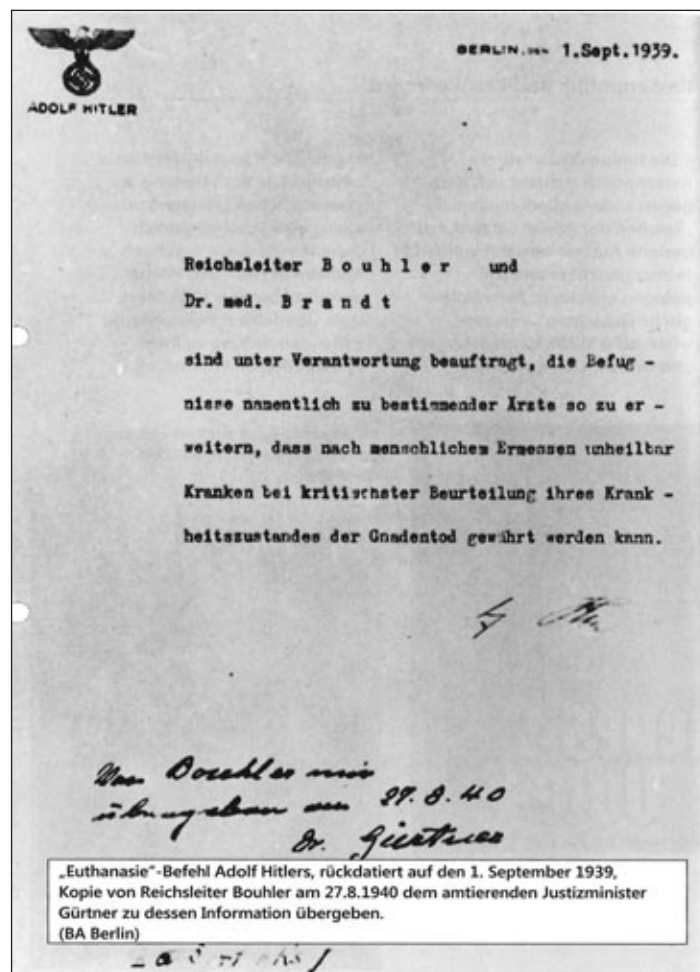 ADOLF HITLER
BERLIN, DEN 1.Sept.1939.
Reichsleiter B o u h l e r und
Dr. med. B r a n d t
sind unter Verantwortung beauftragt, die Befug -
nisse namentlich zu bestimmender Ärzte so zu er -
weitern, dass nach menschlichem Ermessen unheilbar
Kranken bei kritischster Beurteilung ihres Krank -
heitszustandes der Gnadentod gewährt werden kann.
Von Bouhler mir
übergeben am 27.8.40
Dr. Gürtner
„Euthanasie“-Befehl Adolf Hitlers, rückdatiert auf den 1. September 1939,
Kopie von Reichsleiter Bouhler am 27.8.1940 dem amtierenden Justizminister
Gürtner zu dessen Information übergeben.
(BA Berlin)